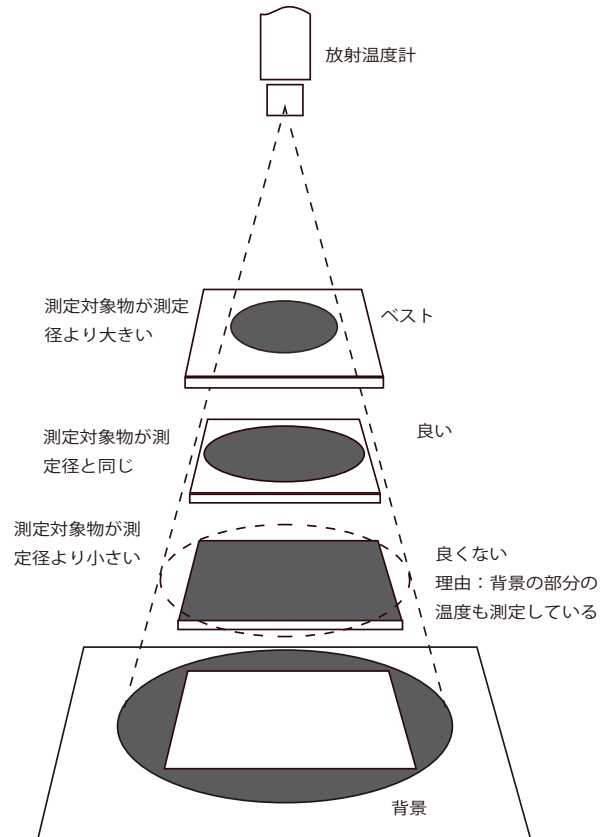 放射温度計
測定対象物が測定
径より大きい
ベスト
測定対象物が測
定径と同じ
良い
測定対象物が測
定径より小さい
良くない
理由：背景の部分の
温度も測定している
背景